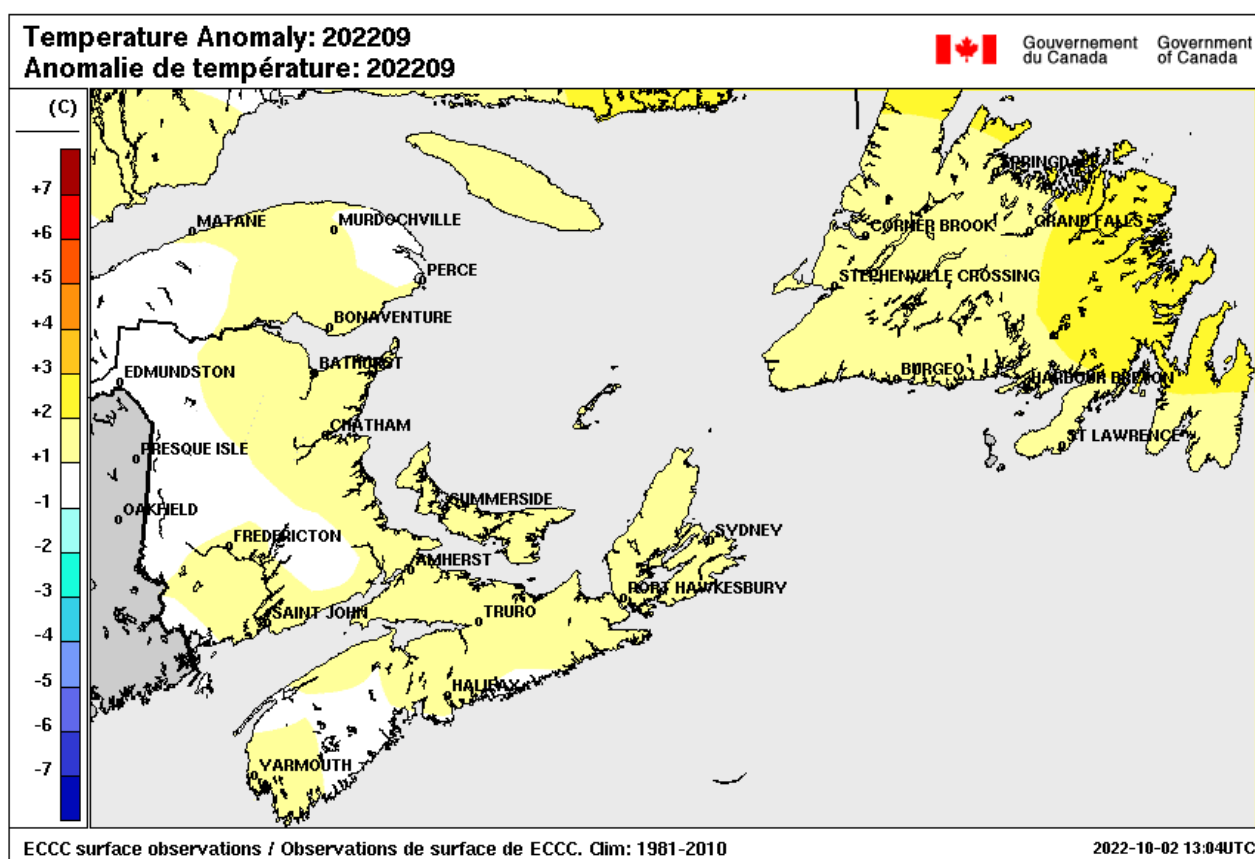 Temperature Anomaly: 202209
Anomalie de température: 202209
Gouvernement du Canada
Government of Canada
(C)
+7
+6
+5
+4
+3
+2
+1
-1
-2
-3
-4
-5
-6
-7
SPRINGDALE
MATANE
MURDOCHVILLE
CORNER BROOK
GRAND FALLS
PERCE
STEPHENVILLE CROSSING
BONAVENTURE
BATHURST
EDMUNDSTON
BURGEO
HARBOUR BRETON
CHATHAM
ST LAWRENCE
PRESQUE ISLE
SUMMERSIDE
OAKFIELD
FREDERICTON
SYDNEY
AMHERST
PORT HAWKESBURY
SAINT JOHN
TRURO
HALIFAX
YARMOUTH
ECCC surface observations / Observations de surface de ECCC. Clim: 1981-2010
2022-10-02 13:04UTC